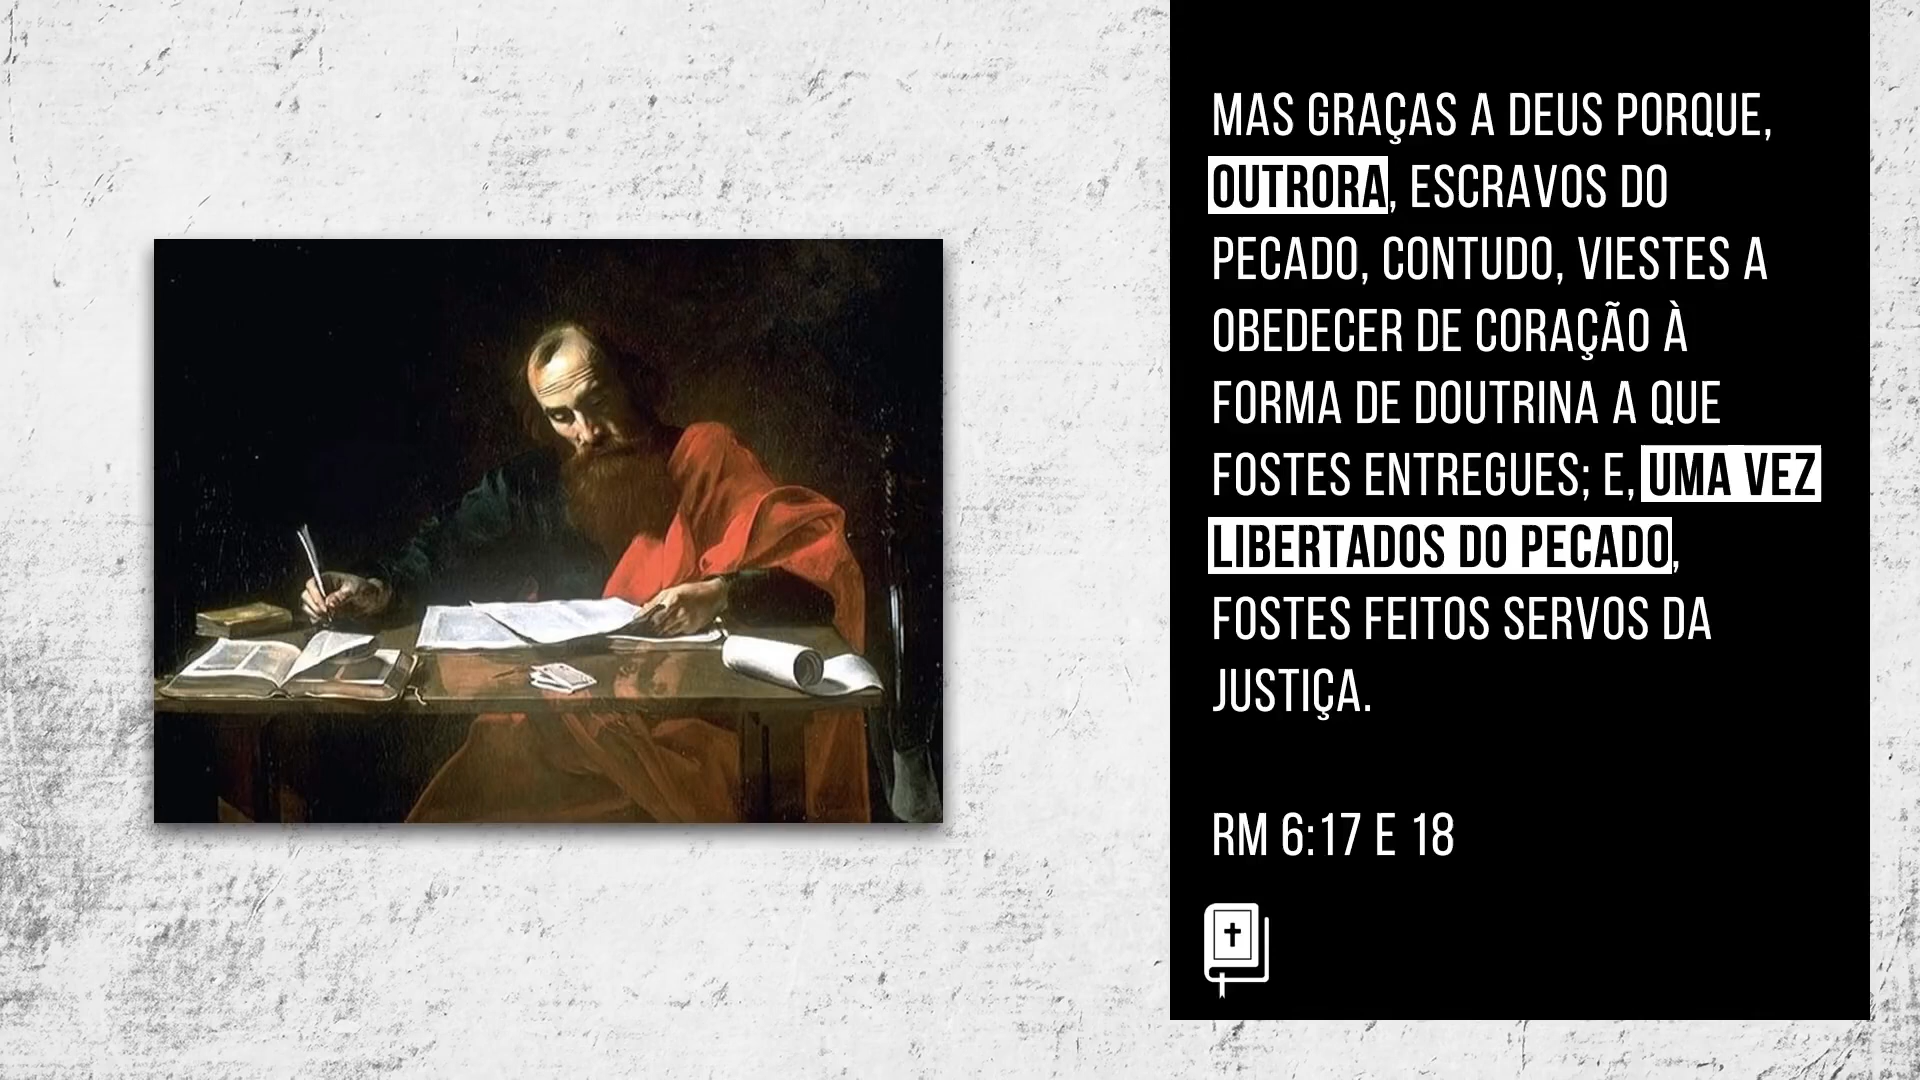 MAS GRAÇAS A DEUS PORQUE,
OUTRORA, ESCRAVOS DO
PECADO, CONTUDO, VIESTES A
OBEDECER DE CORAÇÃO À
FORMA DE DOUTRINA A QUE
FOSTES ENTREGUES; E, UMA VEZ
LIBERTADOS DO PECADO,
FOSTES FEITOS SERVOS DA
JUSTIÇA.
RM 6:17 E 18